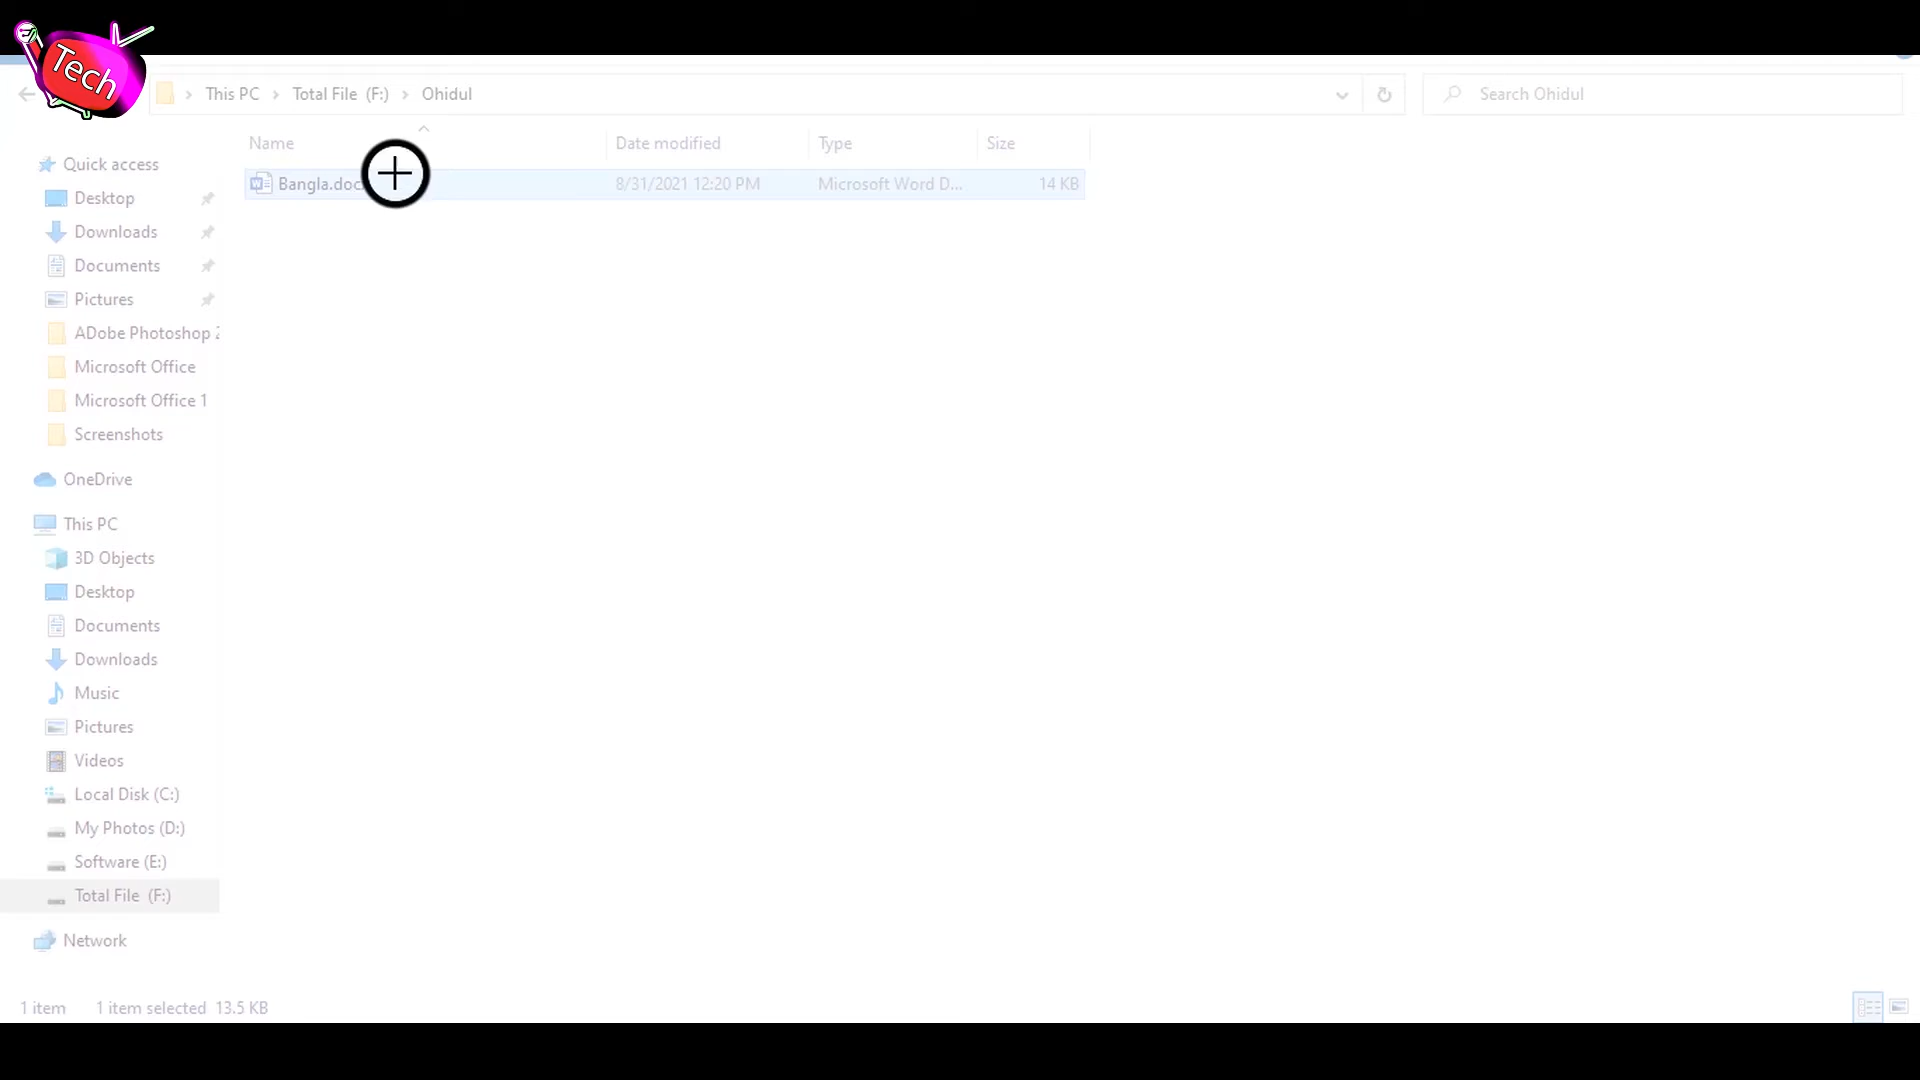 Tech
This PC > Total File (F:) > Ohidul
Search Ohidul
Name Date modified Type Size
Bangla.doc 8/31/2021 12:20 PM Microsoft Word D... 14 KB
Quick access
Desktop
Downloads
Documents
Pictures
ADobe Photoshop 2
Microsoft Office
Microsoft Office 1
Screenshots
OneDrive
This PC
3D Objects
Desktop
Documents
Downloads
Music
Pictures
Videos
Local Disk (C:)
My Photos (D:)
Software (E:)
Total File (F:)
Network
1 item 1 item selected 13.5 KB